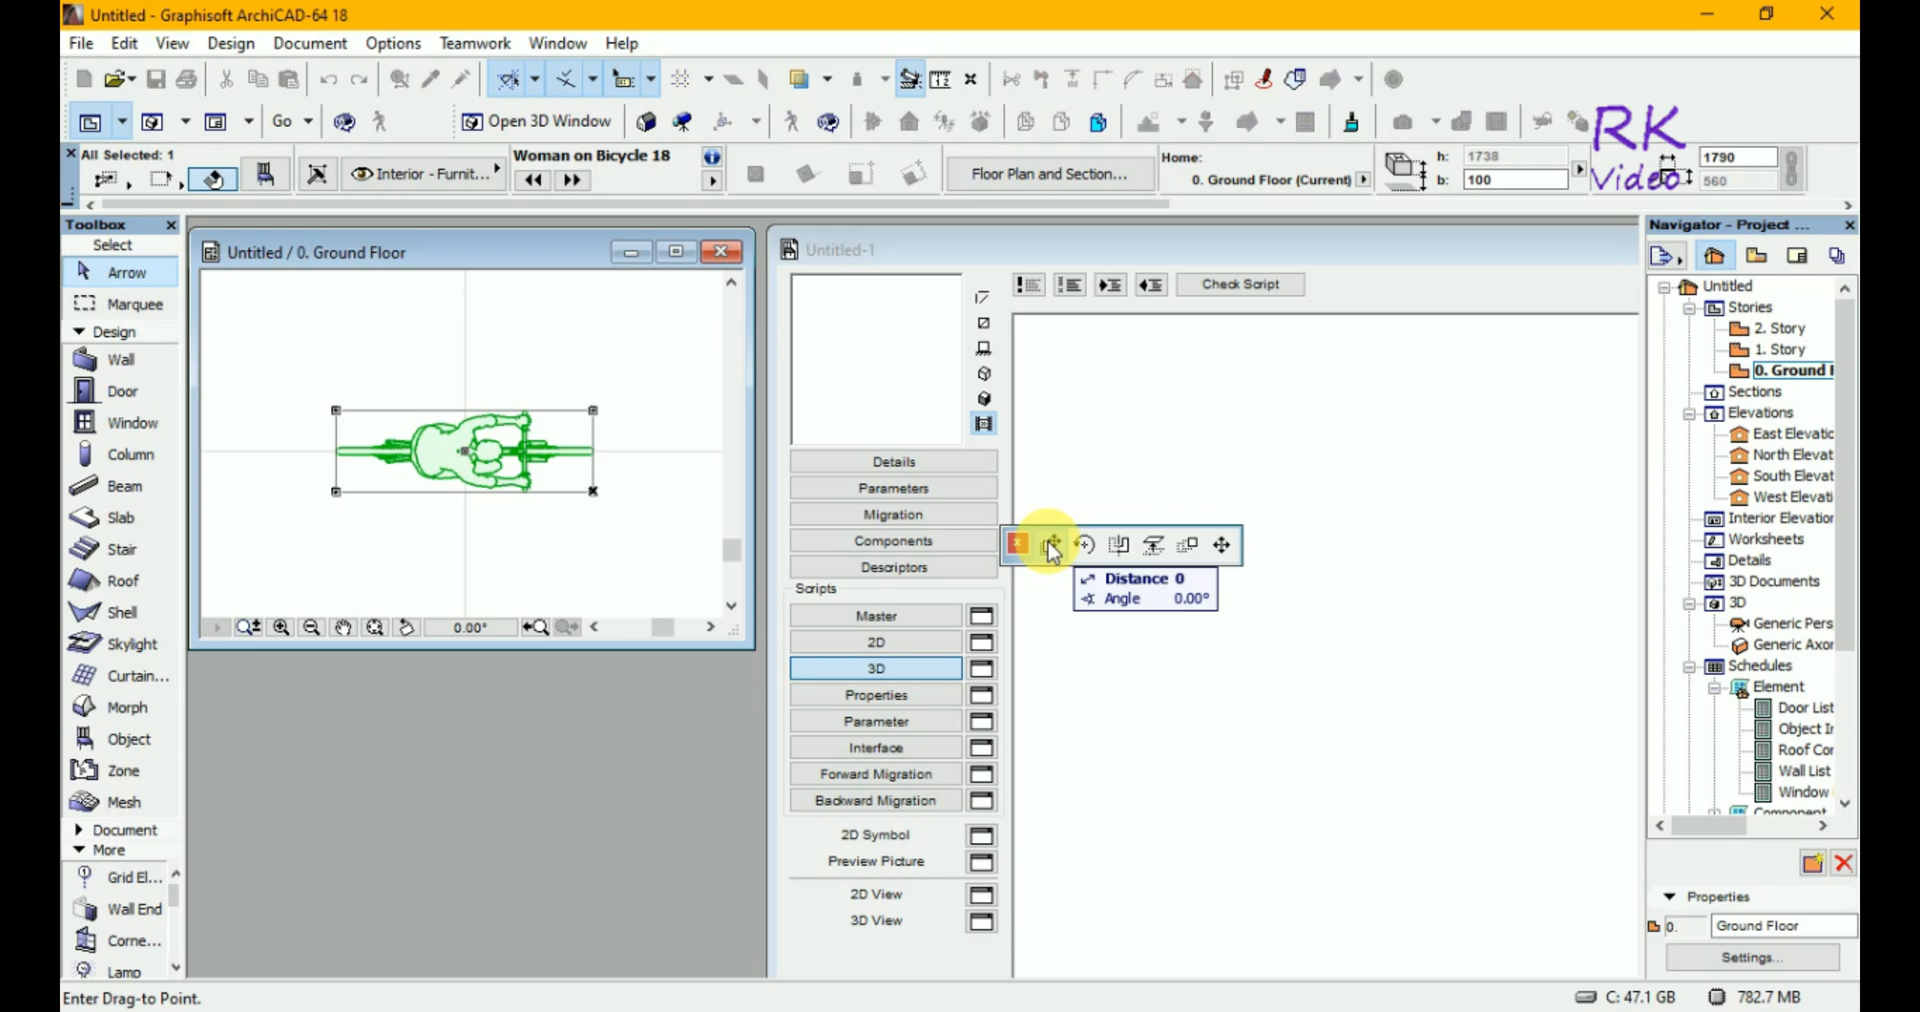 Untitled - Graphisoft ArchiCAD-64 18
File Edit View Design Document Options Teamwork Window Help
Go
Open 3D Window
RK
Video
All Selected: 1
Interior - Furnit...
Woman on Bicycle 18
Floor Plan and Section...
Home:
0. Ground Floor (Current)
h: 1738
b: 100
1790
560
Toolbox
Select
Arrow
Marquee
Design
Wall
Door
Window
Column
Beam
Slab
Stair
Roof
Shell
Skylight
Curtain...
Morph
Object
Zone
Mesh
Document
More
Grid El...
Wall End
Corne...
Lamp
Untitled / 0. Ground Floor
0.00°
Untitled-1
Check Script
Details
Parameters
Migration
Components
Descriptors
Scripts
Master
2D
3D
Properties
Parameter
Interface
Forward Migration
Backward Migration
2D Symbol
Preview Picture
2D View
3D View
Distance 0
Angle 0.00°
Navigator - Project ...
Untitled
Stories
2. Story
1. Story
0. Ground F
Sections
Elevations
East Elevatic
North Elevat
South Elevat
West Elevati
Interior Elevation
Worksheets
Details
3D Documents
3D
Generic Pers
Generic Axor
Schedules
Element
Door List
Object Ir
Roof Cor
Wall List
Window
Component
Properties
0. Ground Floor
Settings...
Enter Drag-to Point.
C: 47.1 GB
782.7 MB